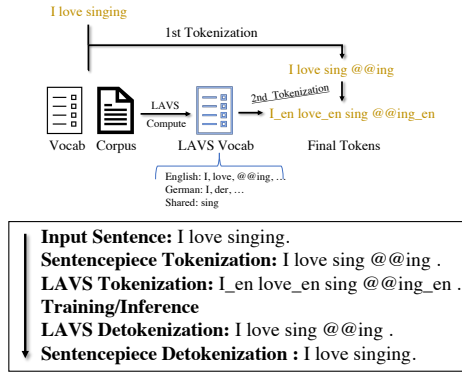 I love singing
1st Tokenization
I love sing @@ing
2nd Tokenization
LAVS
Compute
I_en love_en sing @@ing_en
Vocab
Corpus
LAVS Vocab
Final Tokens
English: I, love, @@ing, …
German: I, der, …
Shared: sing
Input Sentence: I love singing.
Sentencepiece Tokenization: I love sing @@ing .
LAVS Tokenization: I_en love_en sing @@ing_en .
Training/Inference
LAVS Detokenization: I love sing @@ing .
Sentencepiece Detokenization : I love singing.